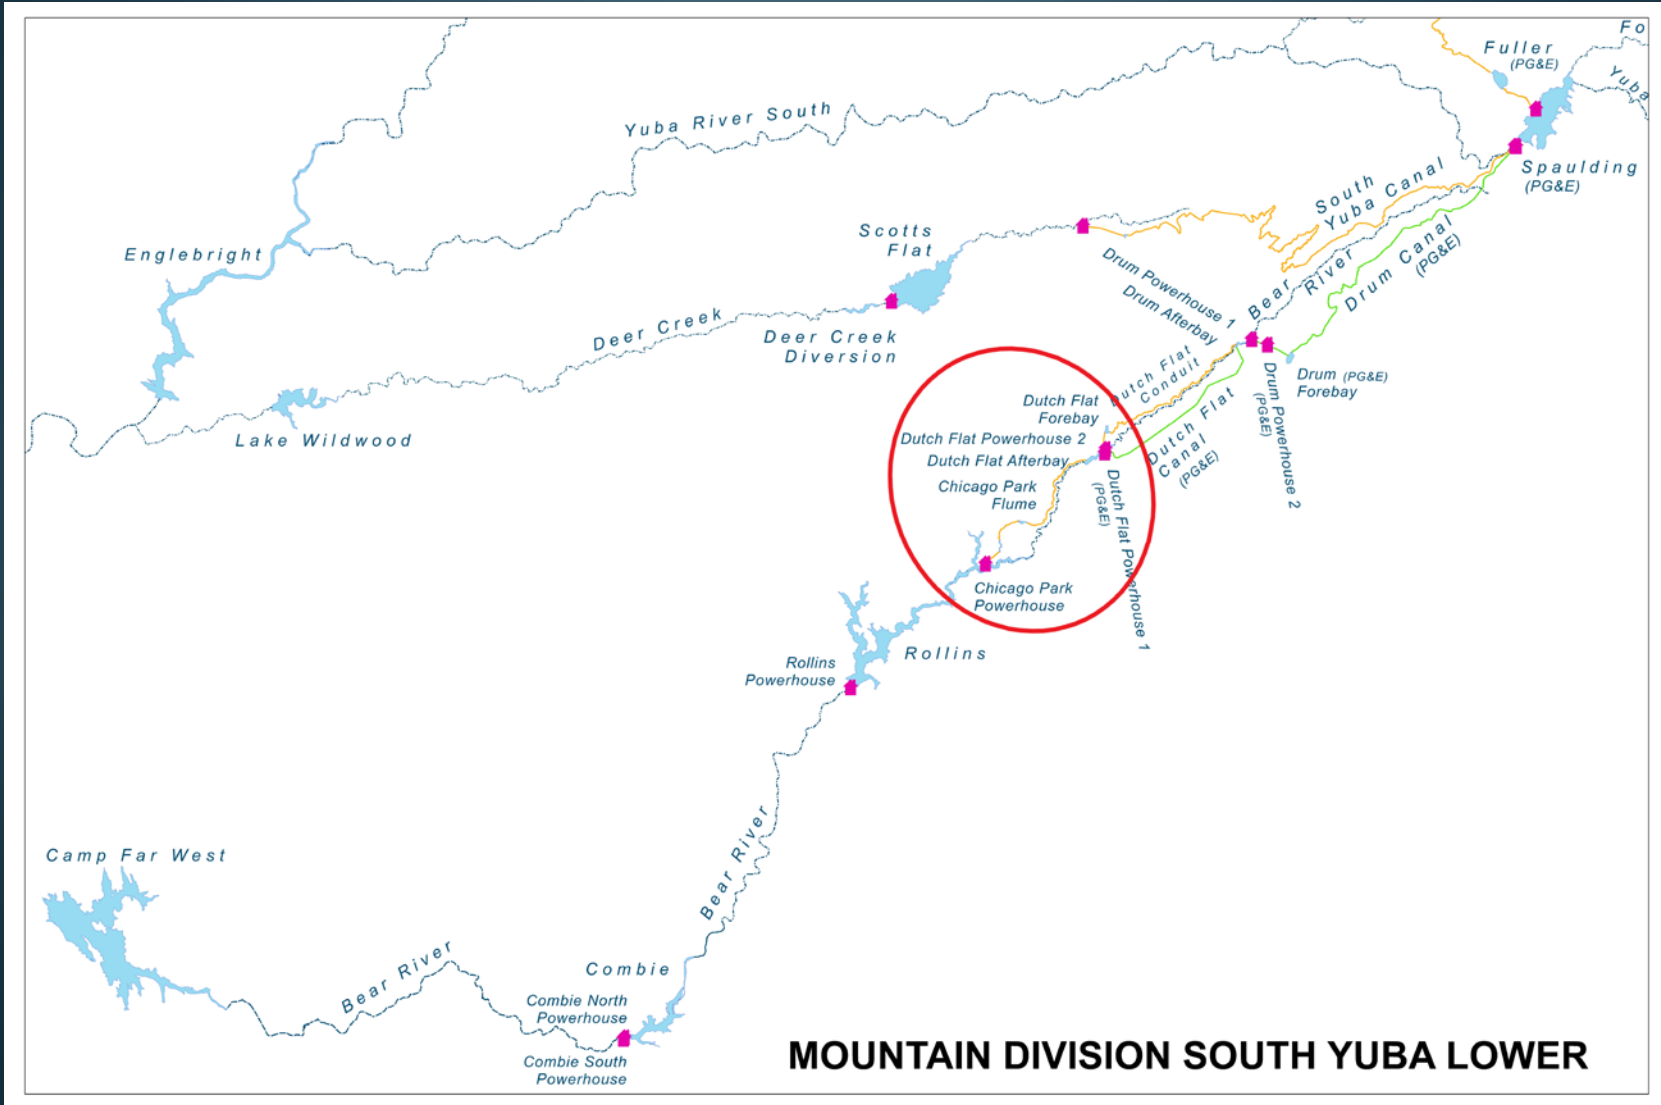 Fo
Fuller
(PG&E)
Yuba
Yuba River South
Spaulding
(PG&E)
South
Yuba Canal
Scotts
Flat
Englebright
Drum Canal
(PG&E)
Bear River
Drum Powerhouse 1
Drum Afterbay
Deer Creek
Deer Creek
Diversion
Dutch Flat
Conduit
Drum (PG&E)
Forebay
Drum Powerhouse 2
(PG&E)
Dutch Flat
Forebay
Dutch Flat
Canal
(PG&E)
Lake Wildwood
Dutch Flat Powerhouse 2
Dutch Flat Afterbay
Chicago Park
Flume
Dutch Flat Powerhouse 1
(PG&E)
Chicago Park
Powerhouse
Rollins
Rollins
Powerhouse
Bear River
Camp Far West
Bear River
Combie
Combie North
Powerhouse
Combie South
Powerhouse
MOUNTAIN DIVISION SOUTH YUBA LOWER